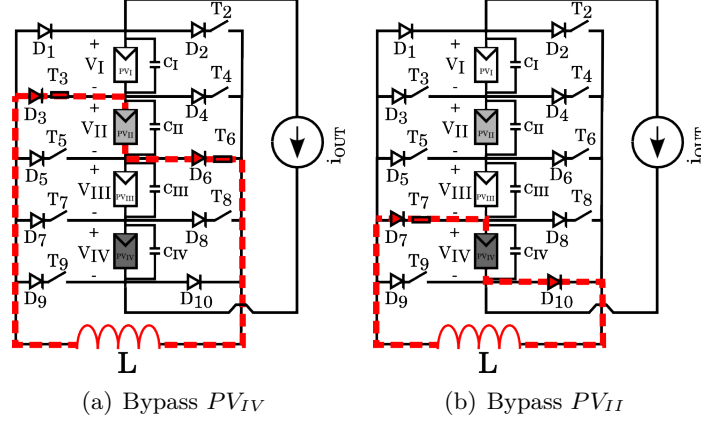 T2 T2
D1 + D2 D1 + D2
VI PVI CI VI PVI CI
T3 - T4 T3 - T4
D3 + D4 D3 + D4
VII PVII CII VII PVII CII
T5 - T6 T5 - T6
D5 + D6 D5 + D6
VIII PVIII CIII VIII PVIII CIII
T7 - T8 T7 - T8
D7 + D8 D7 + D8
VIV PVIV CIV VIV PVIV CIV
T9 - T9 -
D9 D10 D9 D10
iOUT iOUT
L L
(a) Bypass PVIV (b) Bypass PVII